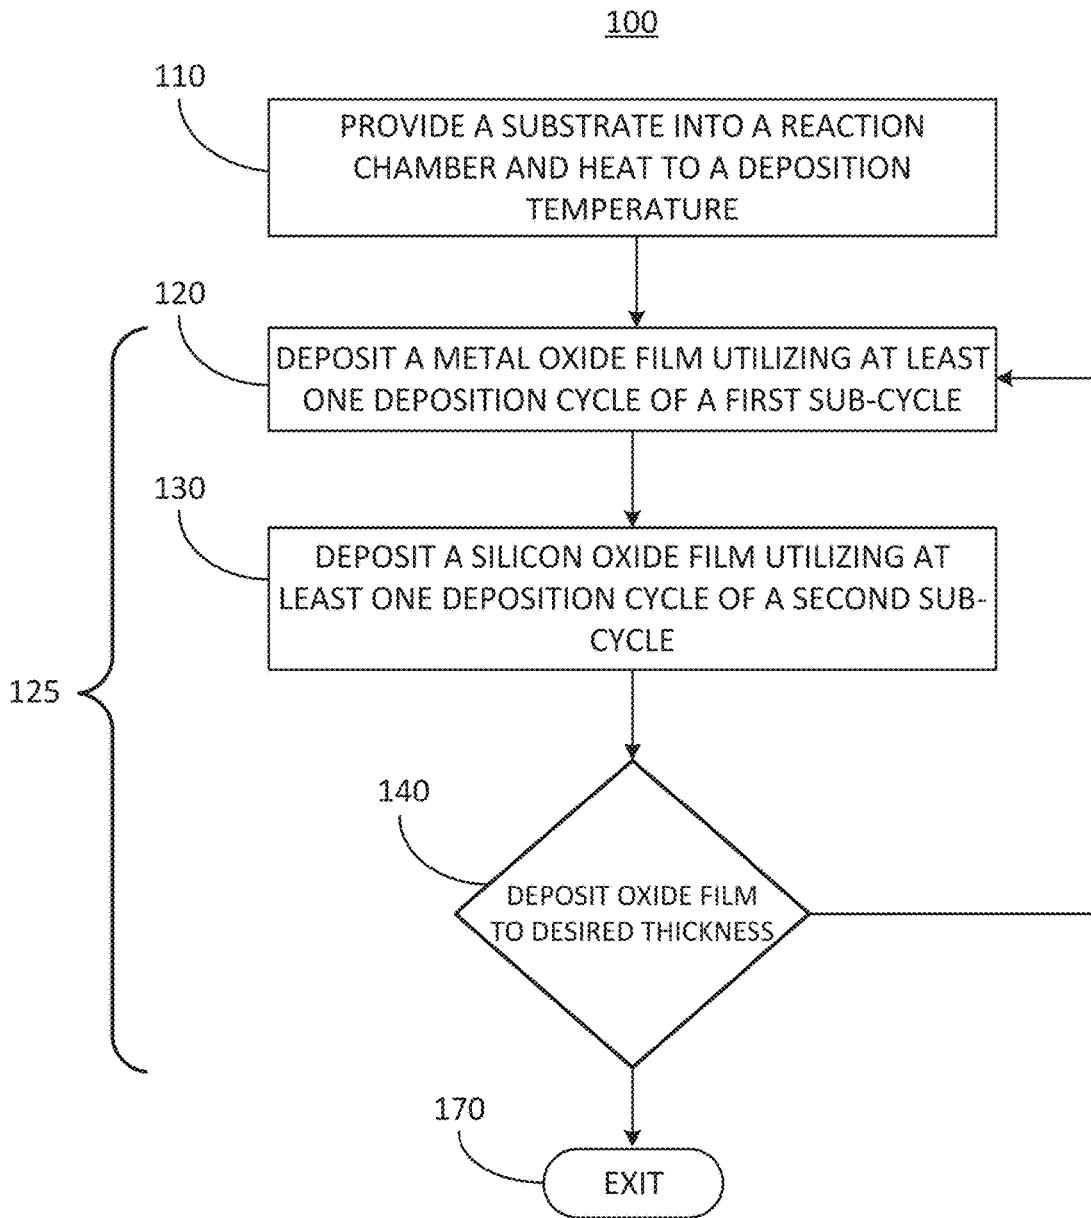 100
110
PROVIDE A SUBSTRATE INTO A REACTION
CHAMBER AND HEAT TO A DEPOSITION
TEMPERATURE
120
DEPOSIT A METAL OXIDE FILM UTILIZING AT LEAST
ONE DEPOSITION CYCLE OF A FIRST SUB-CYCLE
130
DEPOSIT A SILICON OXIDE FILM UTILIZING AT
LEAST ONE DEPOSITION CYCLE OF A SECOND SUB-
CYCLE
125
140
DEPOSIT OXIDE FILM
TO DESIRED THICKNESS
170
EXIT